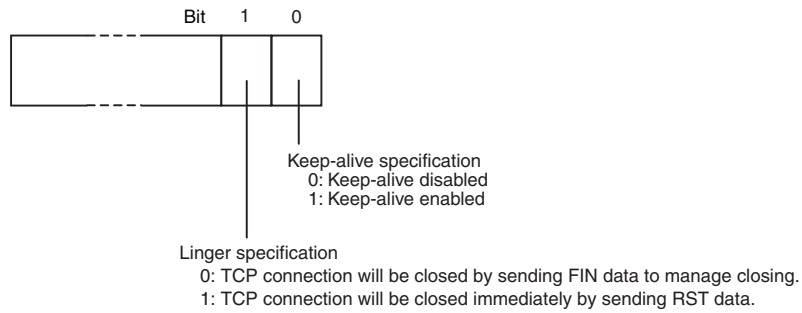 Bit 1 0
Keep-alive specification
0: Keep-alive disabled
1: Keep-alive enabled
Linger specification
0: TCP connection will be closed by sending FIN data to manage closing.
1: TCP connection will be closed immediately by sending RST data.